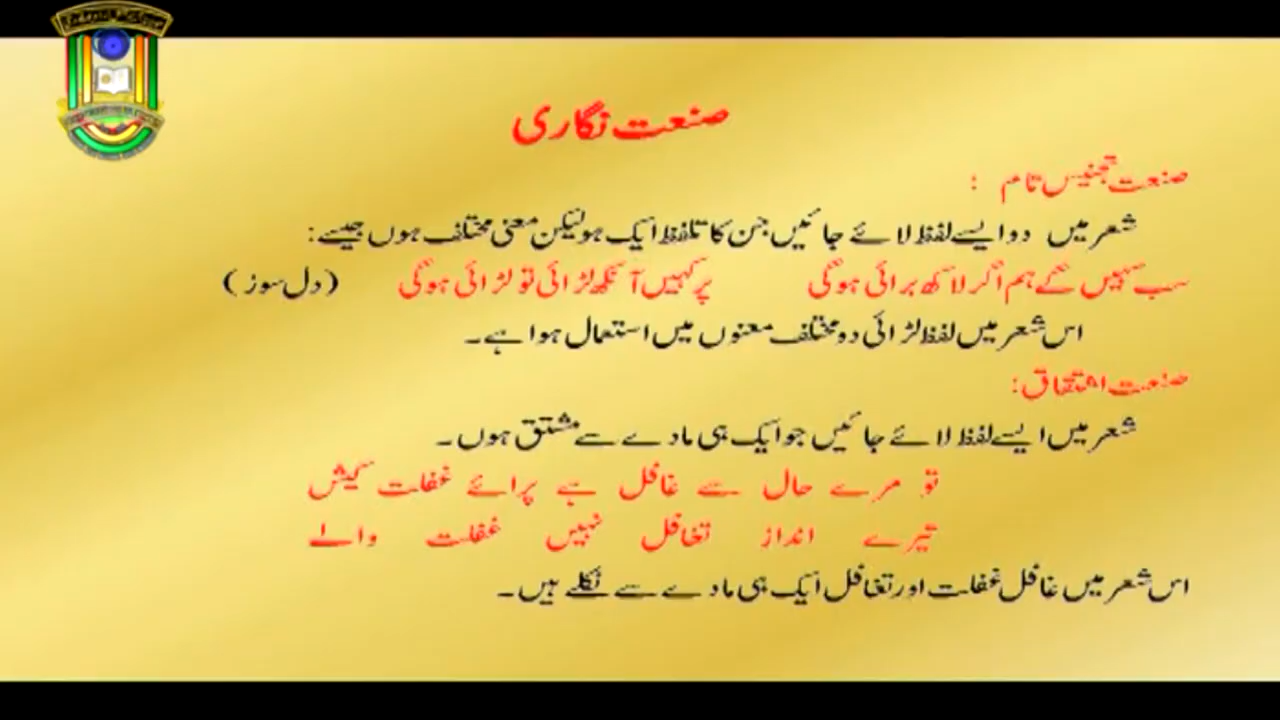 صنعت نگاری
صنعت تجنیس تام :
شعر میں دو ایسے لفظ لائے جائیں جن کا تلفظ ایک ہو لیکن معنی مختلف ہوں جیسے:
سب سہیں گے ہم اگر لاکھ برائی ہوگی پر کہیں آنکھ لڑائی تو لڑائی ہوگی (دل سوز)
اس شعر میں لفظ لڑائی دو مختلف معنوں میں استعمال ہوا ہے۔
صنعت اشتقاق:
شعر میں ایسے لفظ لائے جائیں جو ایک ہی مادے سے مشتق ہوں۔
تو مرے حال سے غافل ہے پرائے غفلت کیش
تیرے انداز تغافل نہیں غفلت والے
اس شعر میں غافل غفلت اور تغافل ایک ہی مادے سے نکلے ہیں۔